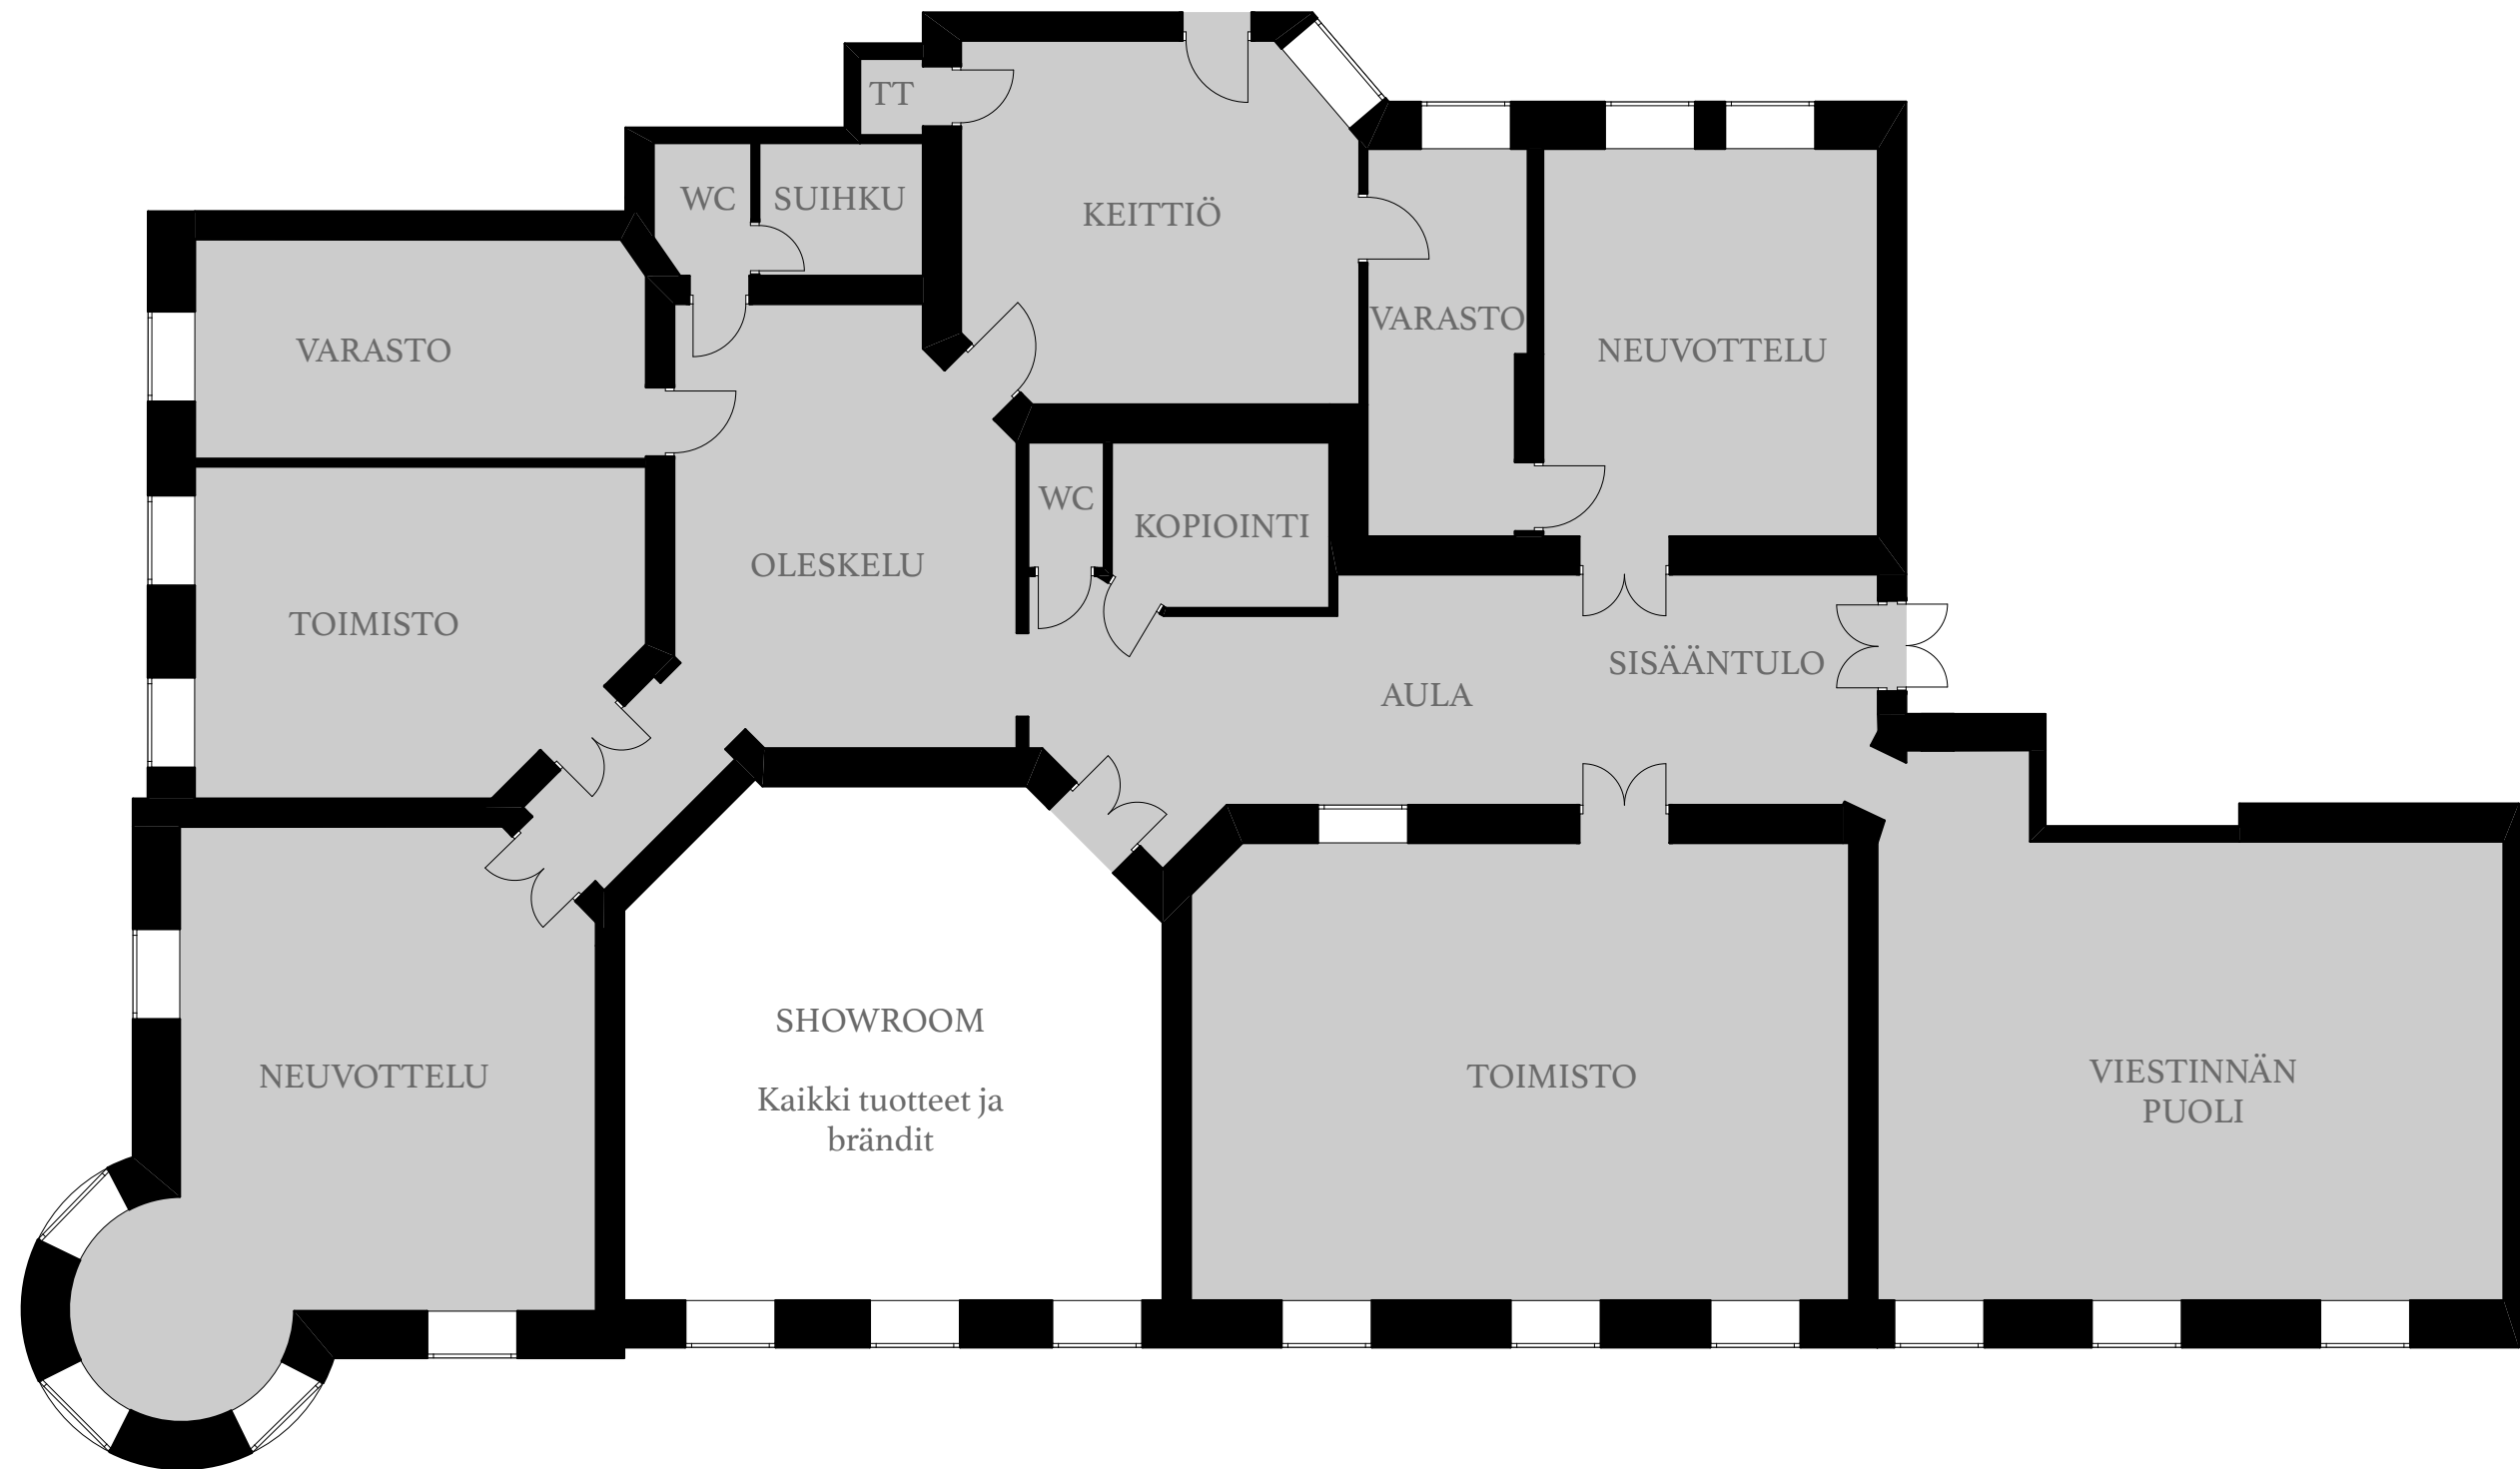 TT
WC
SUIHKU
KEITTIÖ
VARASTO
VARASTO
NEUVOTTELU
WC
KOPIOINTI
OLESKELU
TOIMISTO
SISÄÄNTULO
AULA
SHOWROOM
Kaikki tuotteet ja
brändit
NEUVOTTELU
TOIMISTO
VIESTINNÄN
PUOLI